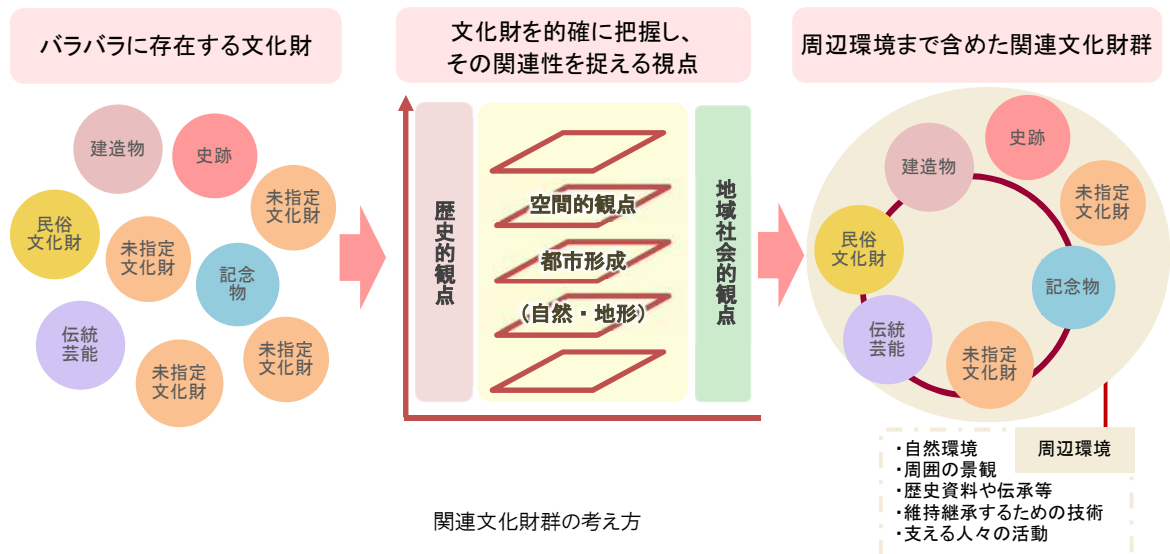 バラバラに存在する文化財
建造物
史跡
未指定
文化財
民俗
文化財
未指定
文化財
記念
物
伝統
芸能
未指定
文化財
未指定
文化財
文化財を的確に把握し、
その関連性を捉える視点
歴史的観点
空間的観点
都市形成
（自然・地形）
地域社会的観点
周辺環境まで含めた関連文化財群
史跡
建造物
未指定
文化財
民俗
文化財
記念物
伝統
芸能
未指定
文化財
周辺環境
・自然環境
・周囲の景観
・歴史資料や伝承等
・維持継承するための技術
・支える人々の活動
関連文化財群の考え方